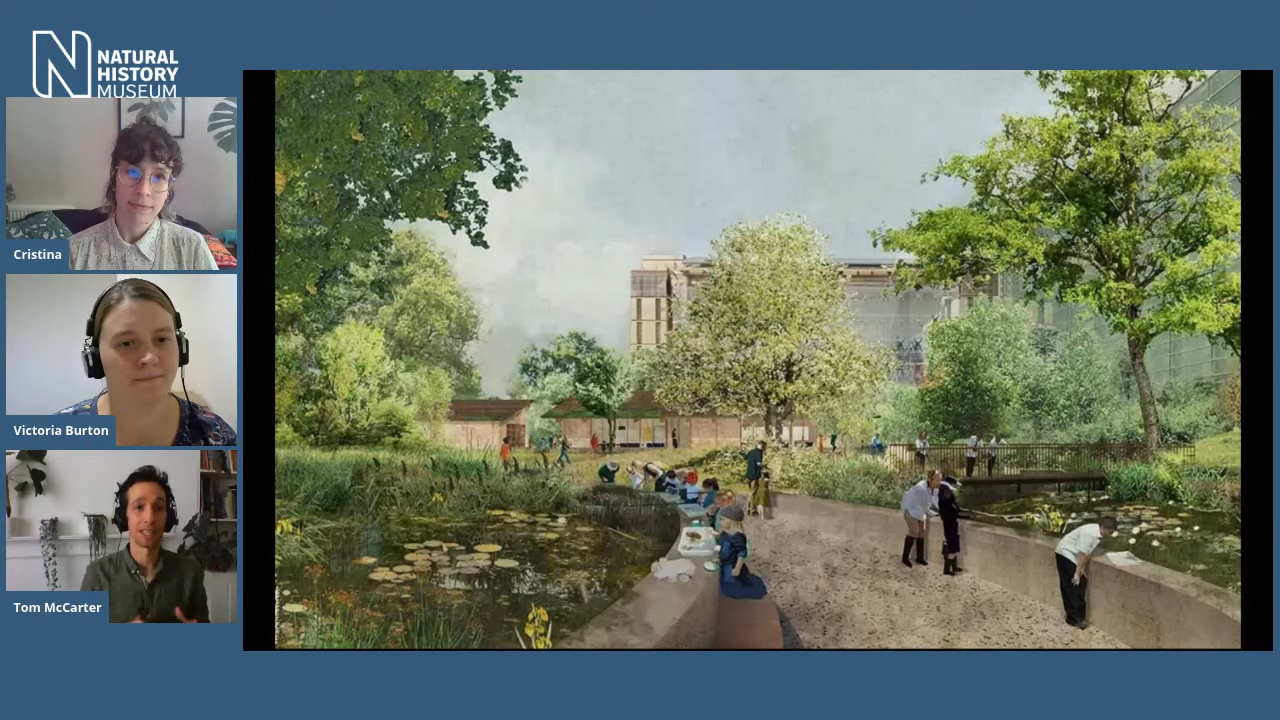 NATURAL
HISTORY
MUSEUM
Cristina
Victoria Burton
Tom McCarter